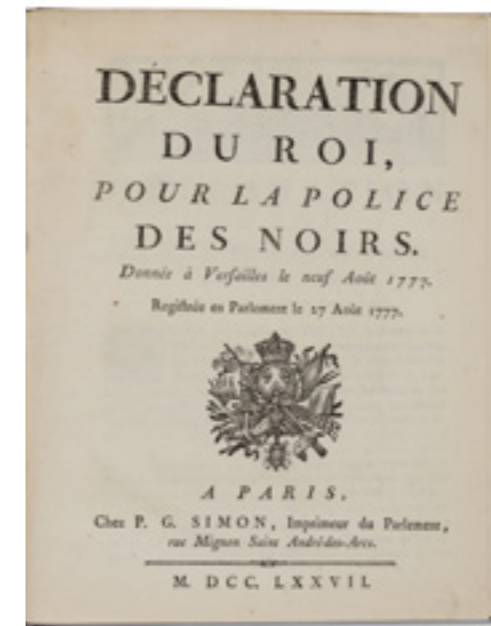 DÉCLARATION
DU ROI,
POUR LA POLICE
DES NOIRS.
Donnée à Versailles le neuf Août 1777.
Registrée en Parlement le 27 Août 1777.
A PARIS,
Chez P. G. SIMON, Imprimeur du Parlement,
rue Mignon Saint André-des-Arcs.
M. DCC. LXXVII.